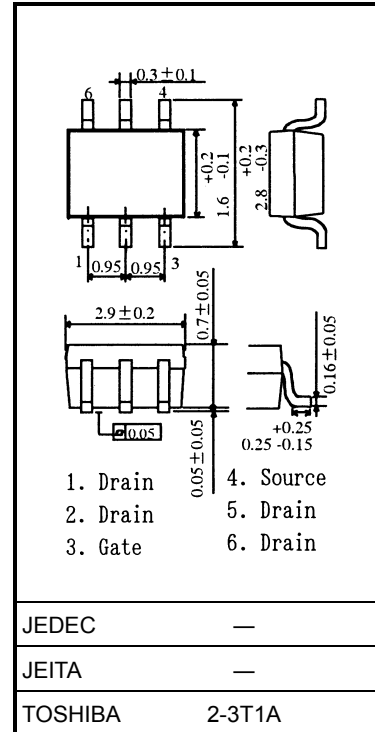 0.3±0.1
6 4
+0.2
1.6 -0.1
+0.2
2.8 -0.3
1 0.95 0.95 3
2.9±0.2
0.7±0.05
0.16±0.05
0.05
0.05±0.05
+0.25
0.25 -0.15
1. Drain
2. Drain
3. Gate
4. Source
5. Drain
6. Drain
JEDEC —
JEITA —
TOSHIBA 2-3T1A